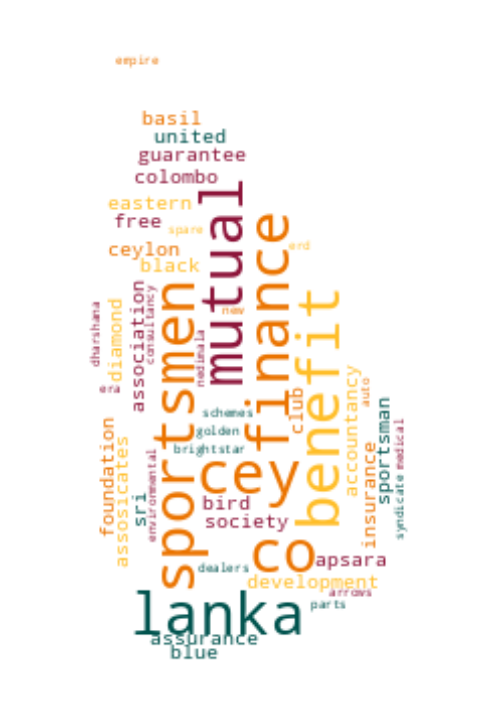 empire
basil
united
guarantee
colombo
mutual
eastern
free
spare
finance
erd
ceylon
black
sportsmen
association
consultancy
benefit
dharshana
diamond
new
nedimala
era
club
auto
accountancy
schemes
sportsman
golden
foundation
assosicates
brightstar
medical
insurance
environmental
cey
syndicate
sri
bird
society
co
apsara
dealers
development
arrows
lanka
parts
assurance
blue